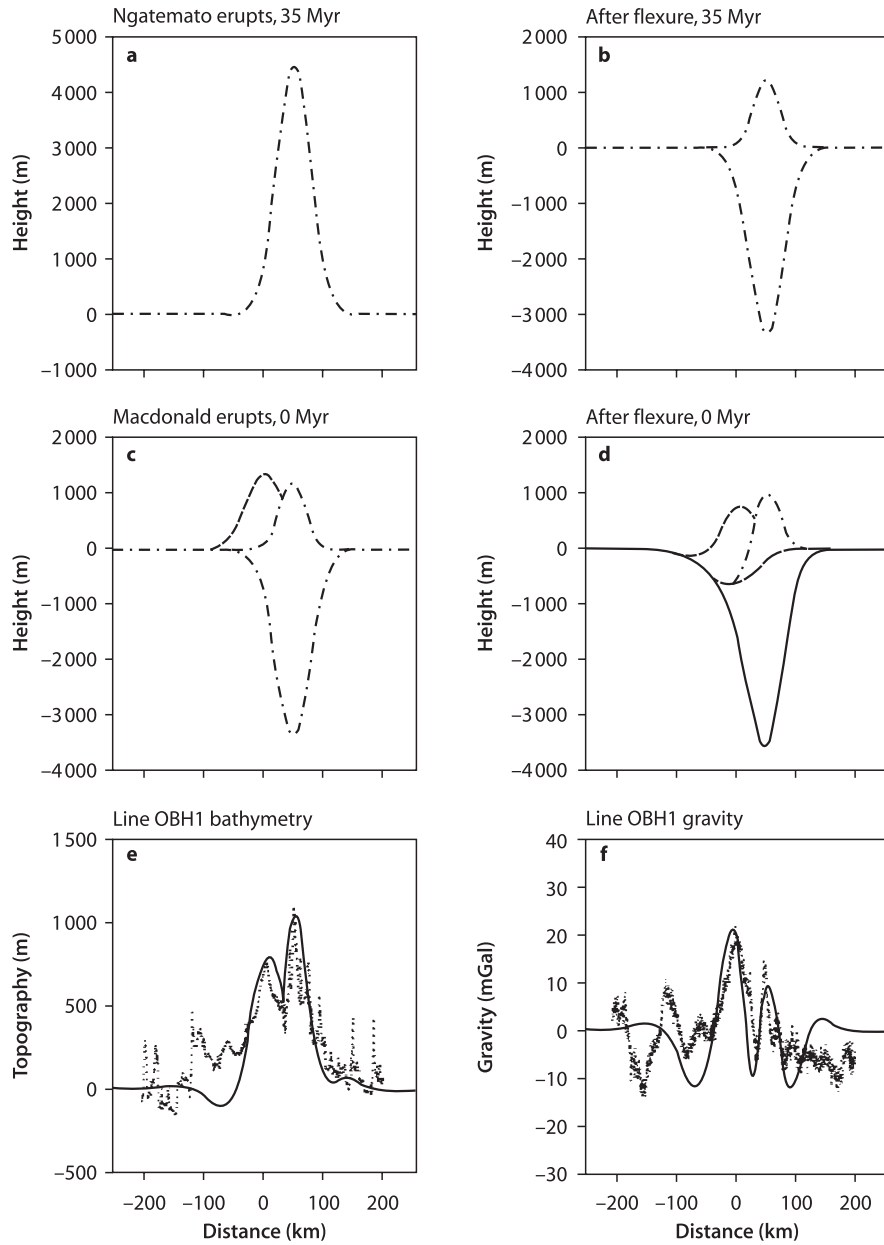 Ngatemato erupts, 35 Myr
a
5 000
4 000
3 000
2 000
1 000
0
–1 000
Height (m)
After flexure, 35 Myr
b
2 000
1 000
0
–1 000
–2 000
–3 000
–4 000
Height (m)
Macdonald erupts, 0 Myr
c
2 000
1 000
0
–1 000
–2 000
–3 000
–4 000
Height (m)
After flexure, 0 Myr
d
2 000
1 000
0
–1 000
–2 000
–3 000
–4 000
Height (m)
Line OBH1 bathymetry
e
1 500
1 000
500
0
–500
Topography (m)
–200 –100 0 100 200
Distance (km)
Line OBH1 gravity
f
40
30
20
10
0
–10
–20
–30
Gravity (mGal)
–200 –100 0 100 200
Distance (km)